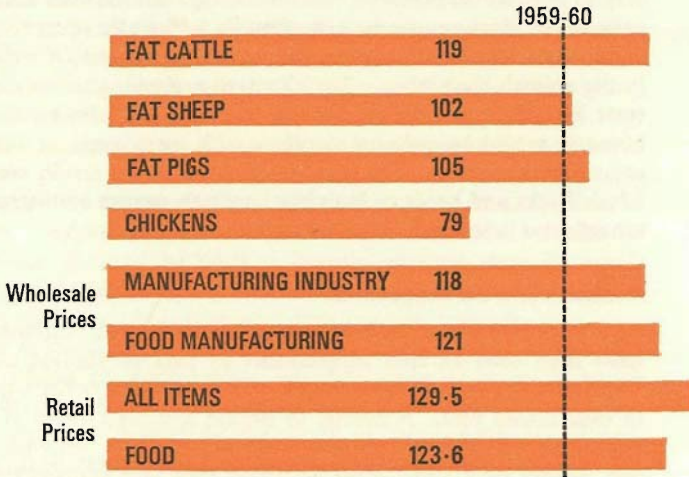 1959-60
FAT CATTLE 119
FAT SHEEP 102
FAT PIGS 105
CHICKENS 79
Wholesale
Prices
MANUFACTURING INDUSTRY 118
FOOD MANUFACTURING 121
Retail
Prices
ALL ITEMS 129·5
FOOD 123·6